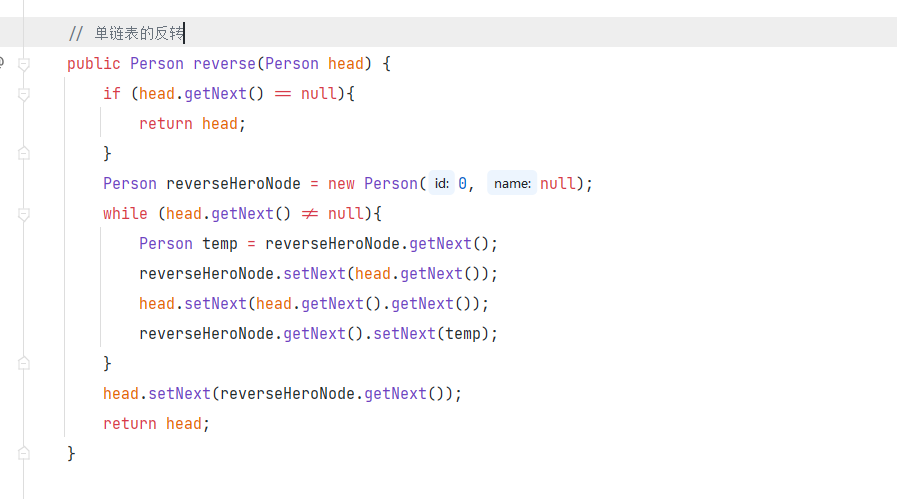 // 单链表的反转
public Person reverse(Person head) {
if (head.getNext() == null){
return head;
}
Person reverseHeroNode = new Person( id: 0, name: null);
while (head.getNext() != null){
Person temp = reverseHeroNode.getNext();
reverseHeroNode.setNext(head.getNext());
head.setNext(head.getNext().getNext());
reverseHeroNode.getNext().setNext(temp);
}
head.setNext(reverseHeroNode.getNext());
return head;
}